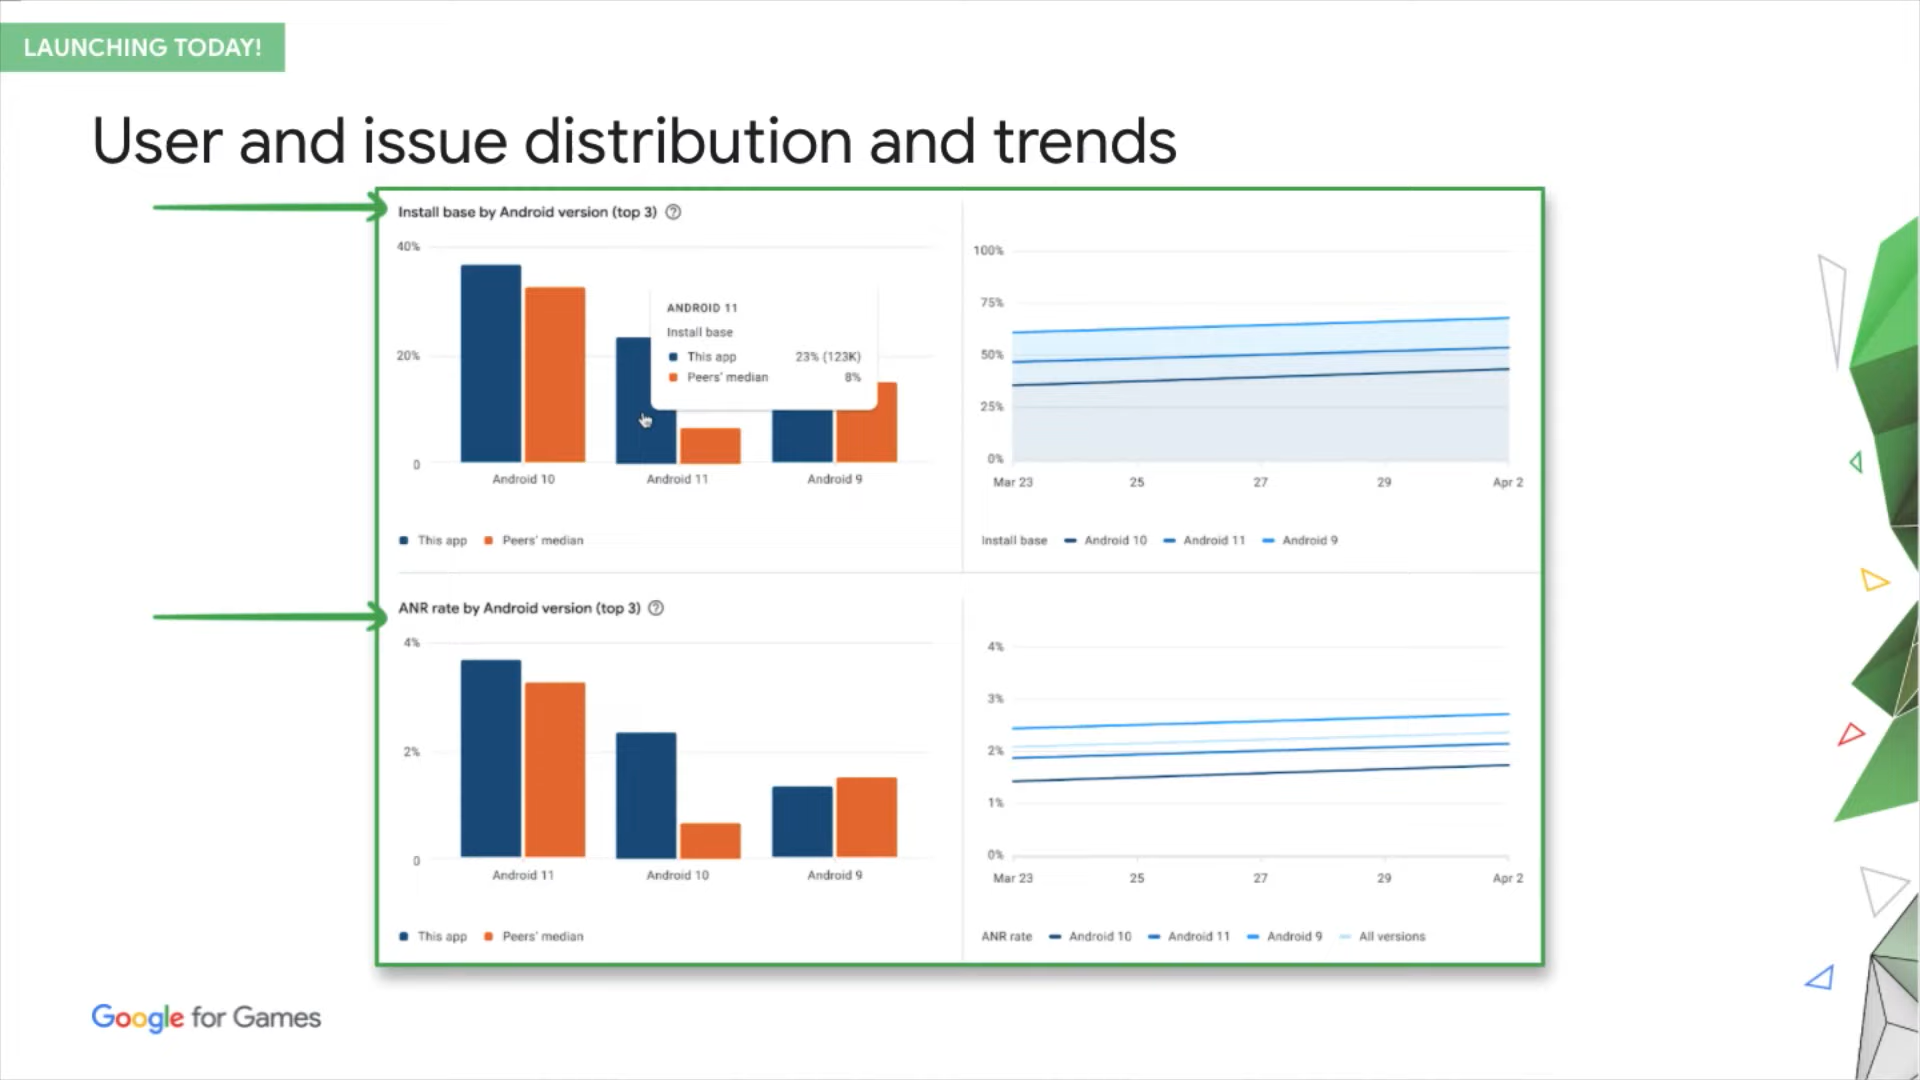 LAUNCHING TODAY!
User and issue distribution and trends
Install base by Android version (top 3) ?
40%
20%
0
Android 10
Android 11
Android 9
ANDROID 11
Install base
This app 23% (123K)
Peers' median 8%
This app Peers' median
100%
75%
50%
25%
0%
Mar 23 25 27 29 Apr 2
Install base Android 10 Android 11 Android 9
ANR rate by Android version (top 3) ?
4%
2%
0
Android 11 Android 10 Android 9
This app Peers' median
4%
3%
2%
1%
0%
Mar 23 25 27 29 Apr 2
ANR rate Android 10 Android 11 Android 9 All versions
Google for Games